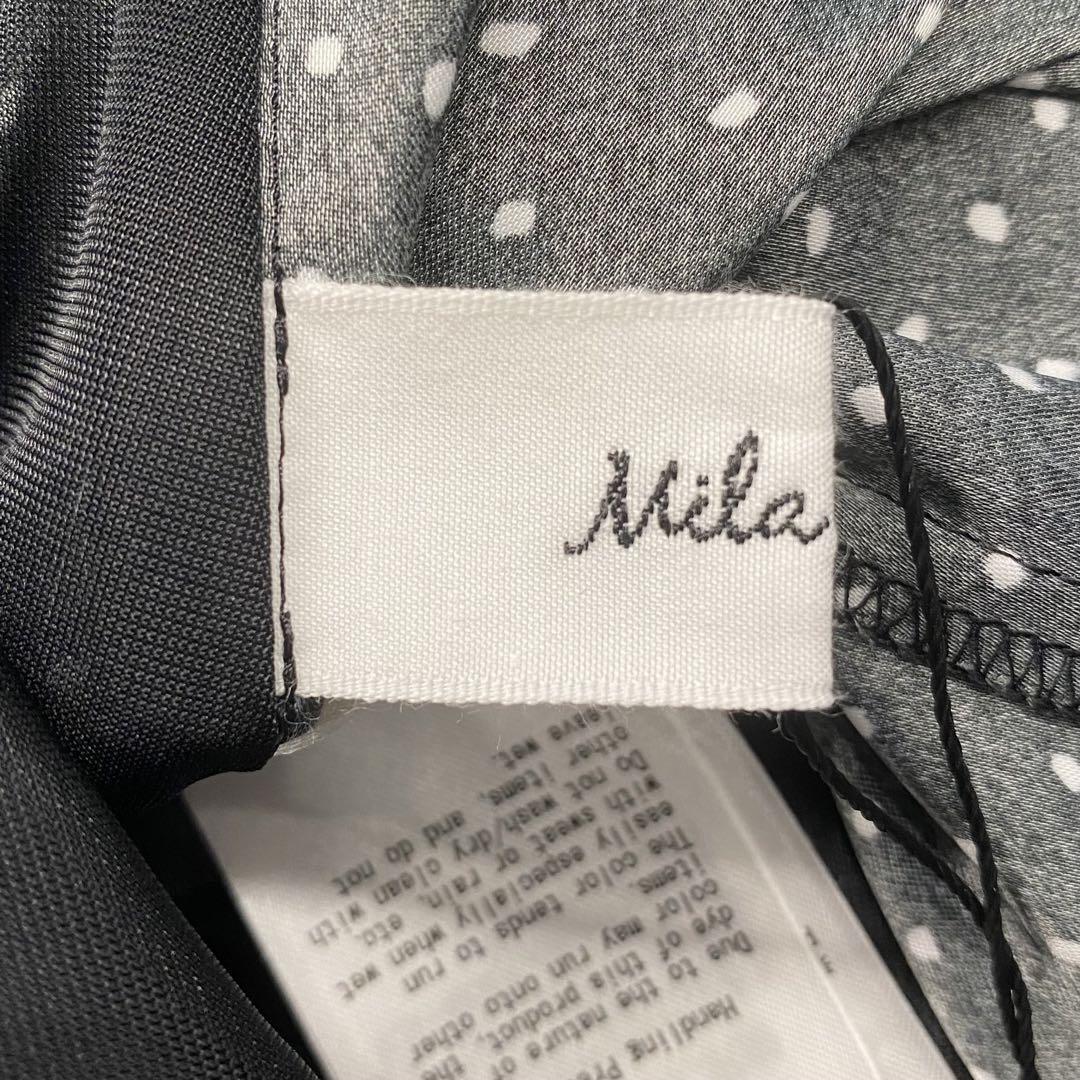 Mila
Handling Pre
Due to the nature of the
dye of this product, the
color may run onto other
items.
The color tends to run
easily especially when wet
with sweat or rain, etc.
Do not wash/dry clean with
other items, and do not
leave wet.